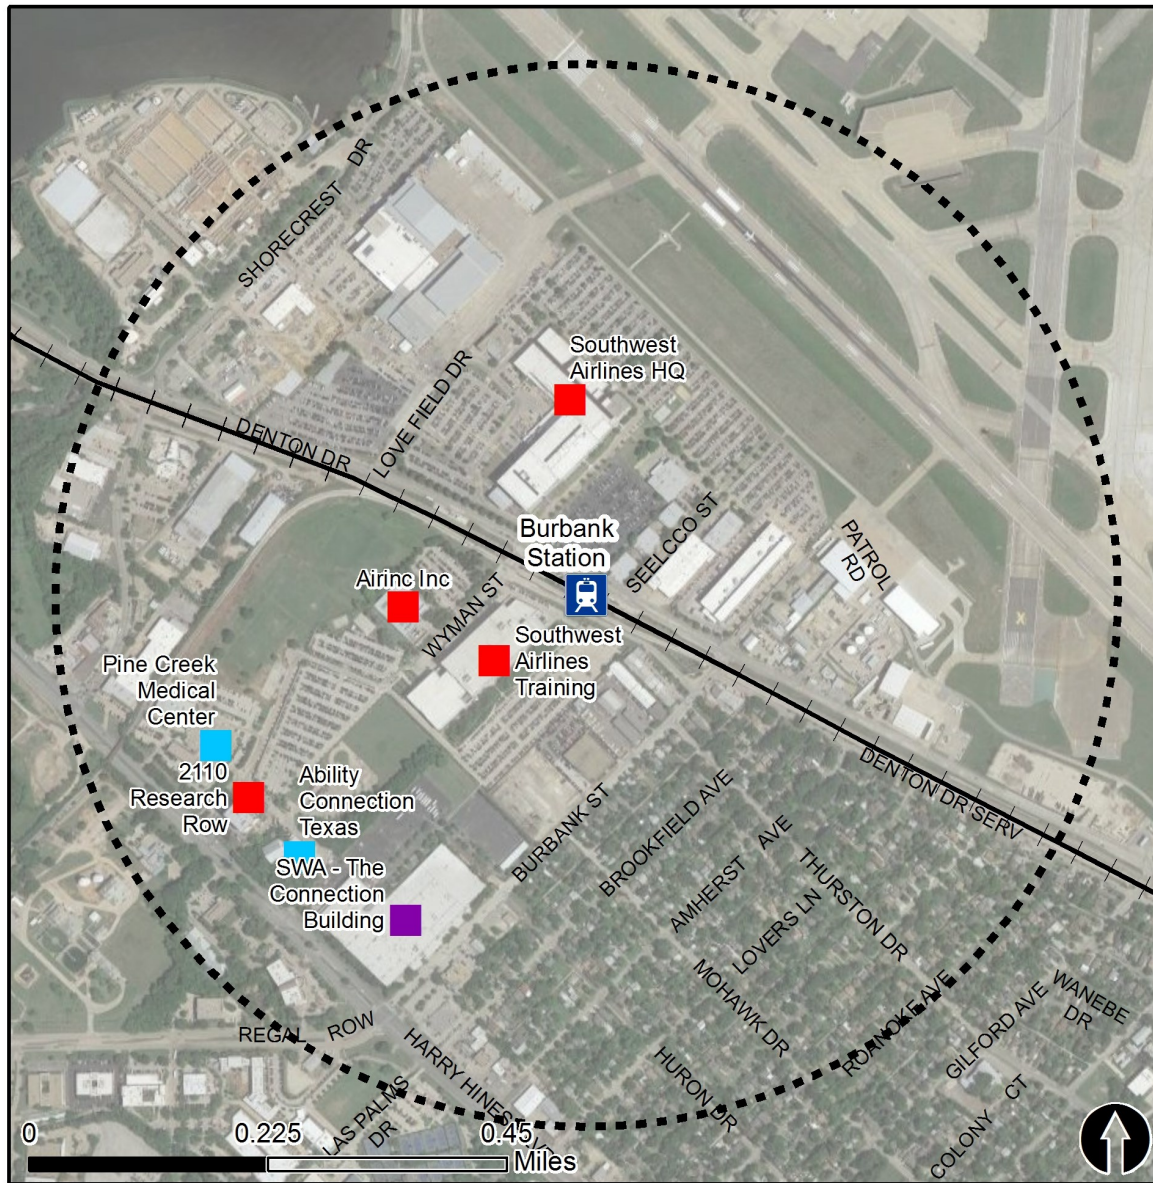 SHORECREST DR
Southwest
Airlines HQ
LOVE FIELD DR
DENTON DR
Burbank
Station
SEELCCO ST
PATROL
RD
Airinc Inc
WYMAN ST
Southwest
Airlines
Training
Pine Creek
Medical
Center
2110
Research
Row
Ability
Connection
Texas
SWA - The
Connection
Building
BURBANK ST
BROOKFIELD AVE
DENTON DR SERV
AMHERST AVE
THURSTON DR
LOVERS LN
MOHAWK DR
ROANOKE AVE
WANEBE
DR
GILFORD AVE
REGAL ROW
HARRY HINES BLVD
HURON DR
LAS PALMS
DR
COLONY CT
0 0.225 0.45
Miles